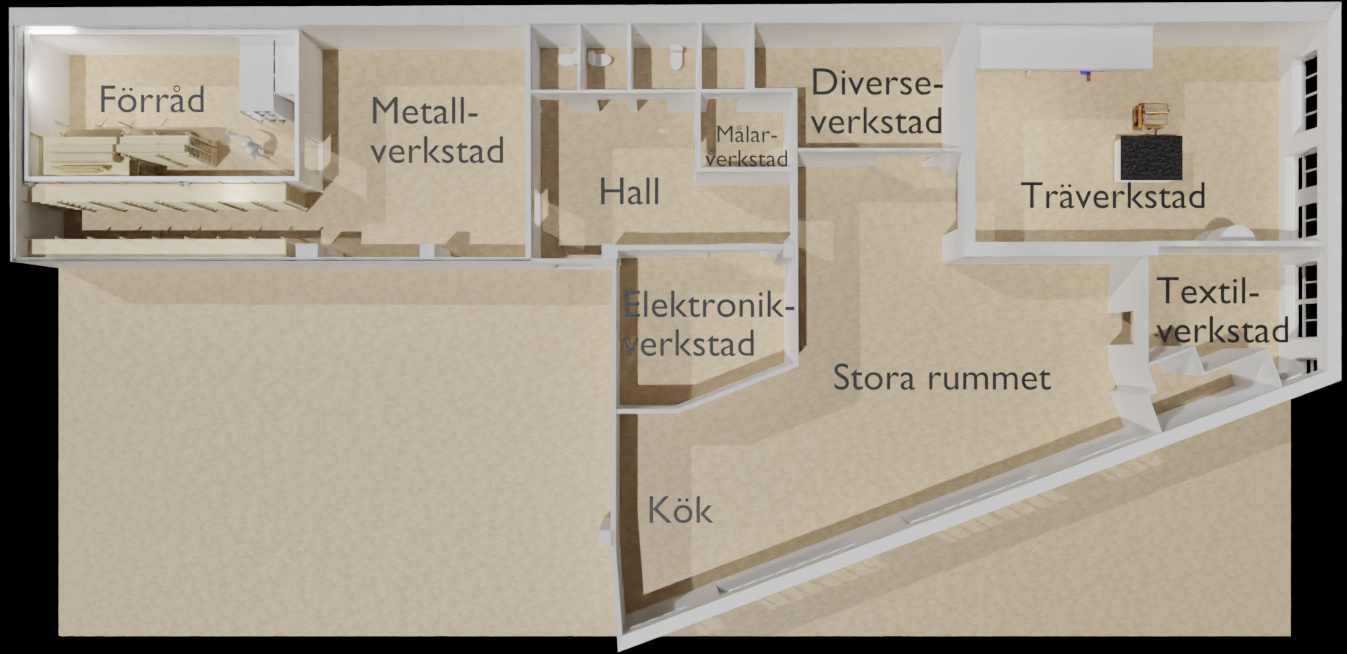 Förråd
Metall-
verkstad
Hall
Målar-
verkstad
Diverse-
verkstad
Träverkstad
Elektronik-
verkstad
Textil-
verkstad
Stora rummet
Kök